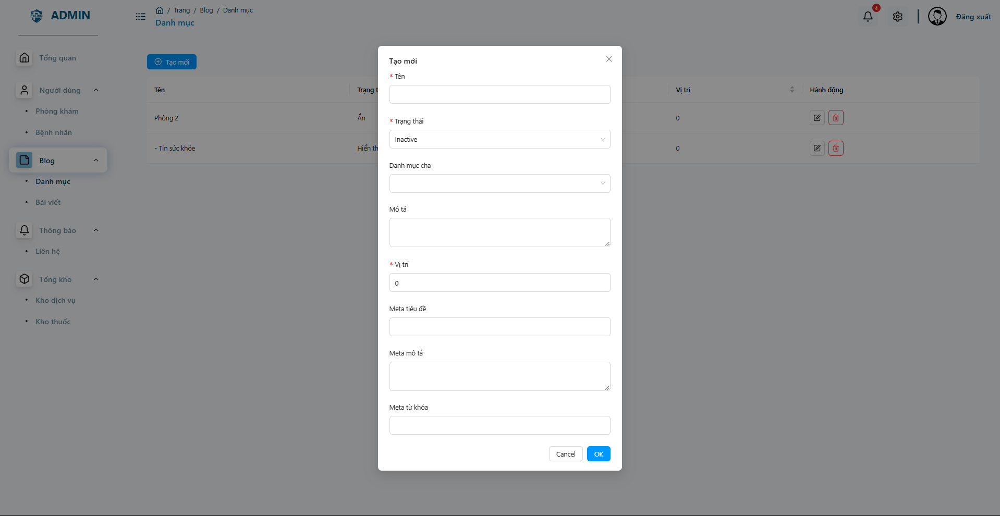 ADMIN
/ Trang / Blog / Danh mục
Danh mục
4
Đăng xuất
Tổng quan
Người dùng
• Phòng khám
• Bệnh nhân
Blog
• Danh mục
• Bài viết
Thông báo
• Liên hệ
Tổng kho
• Kho dịch vụ
• Kho thuốc
Tạo mới
Tên
Trạng t
Vị trí
Hành động
Phòng 2
Ẩn
0
- Tin sức khỏe
Hiển th
0
Tạo mới
* Tên
* Trạng thái
Inactive
Danh mục cha
Mô tả
* Vị trí
0
Meta tiêu đề
Meta mô tả
Meta từ khóa
Cancel
OK